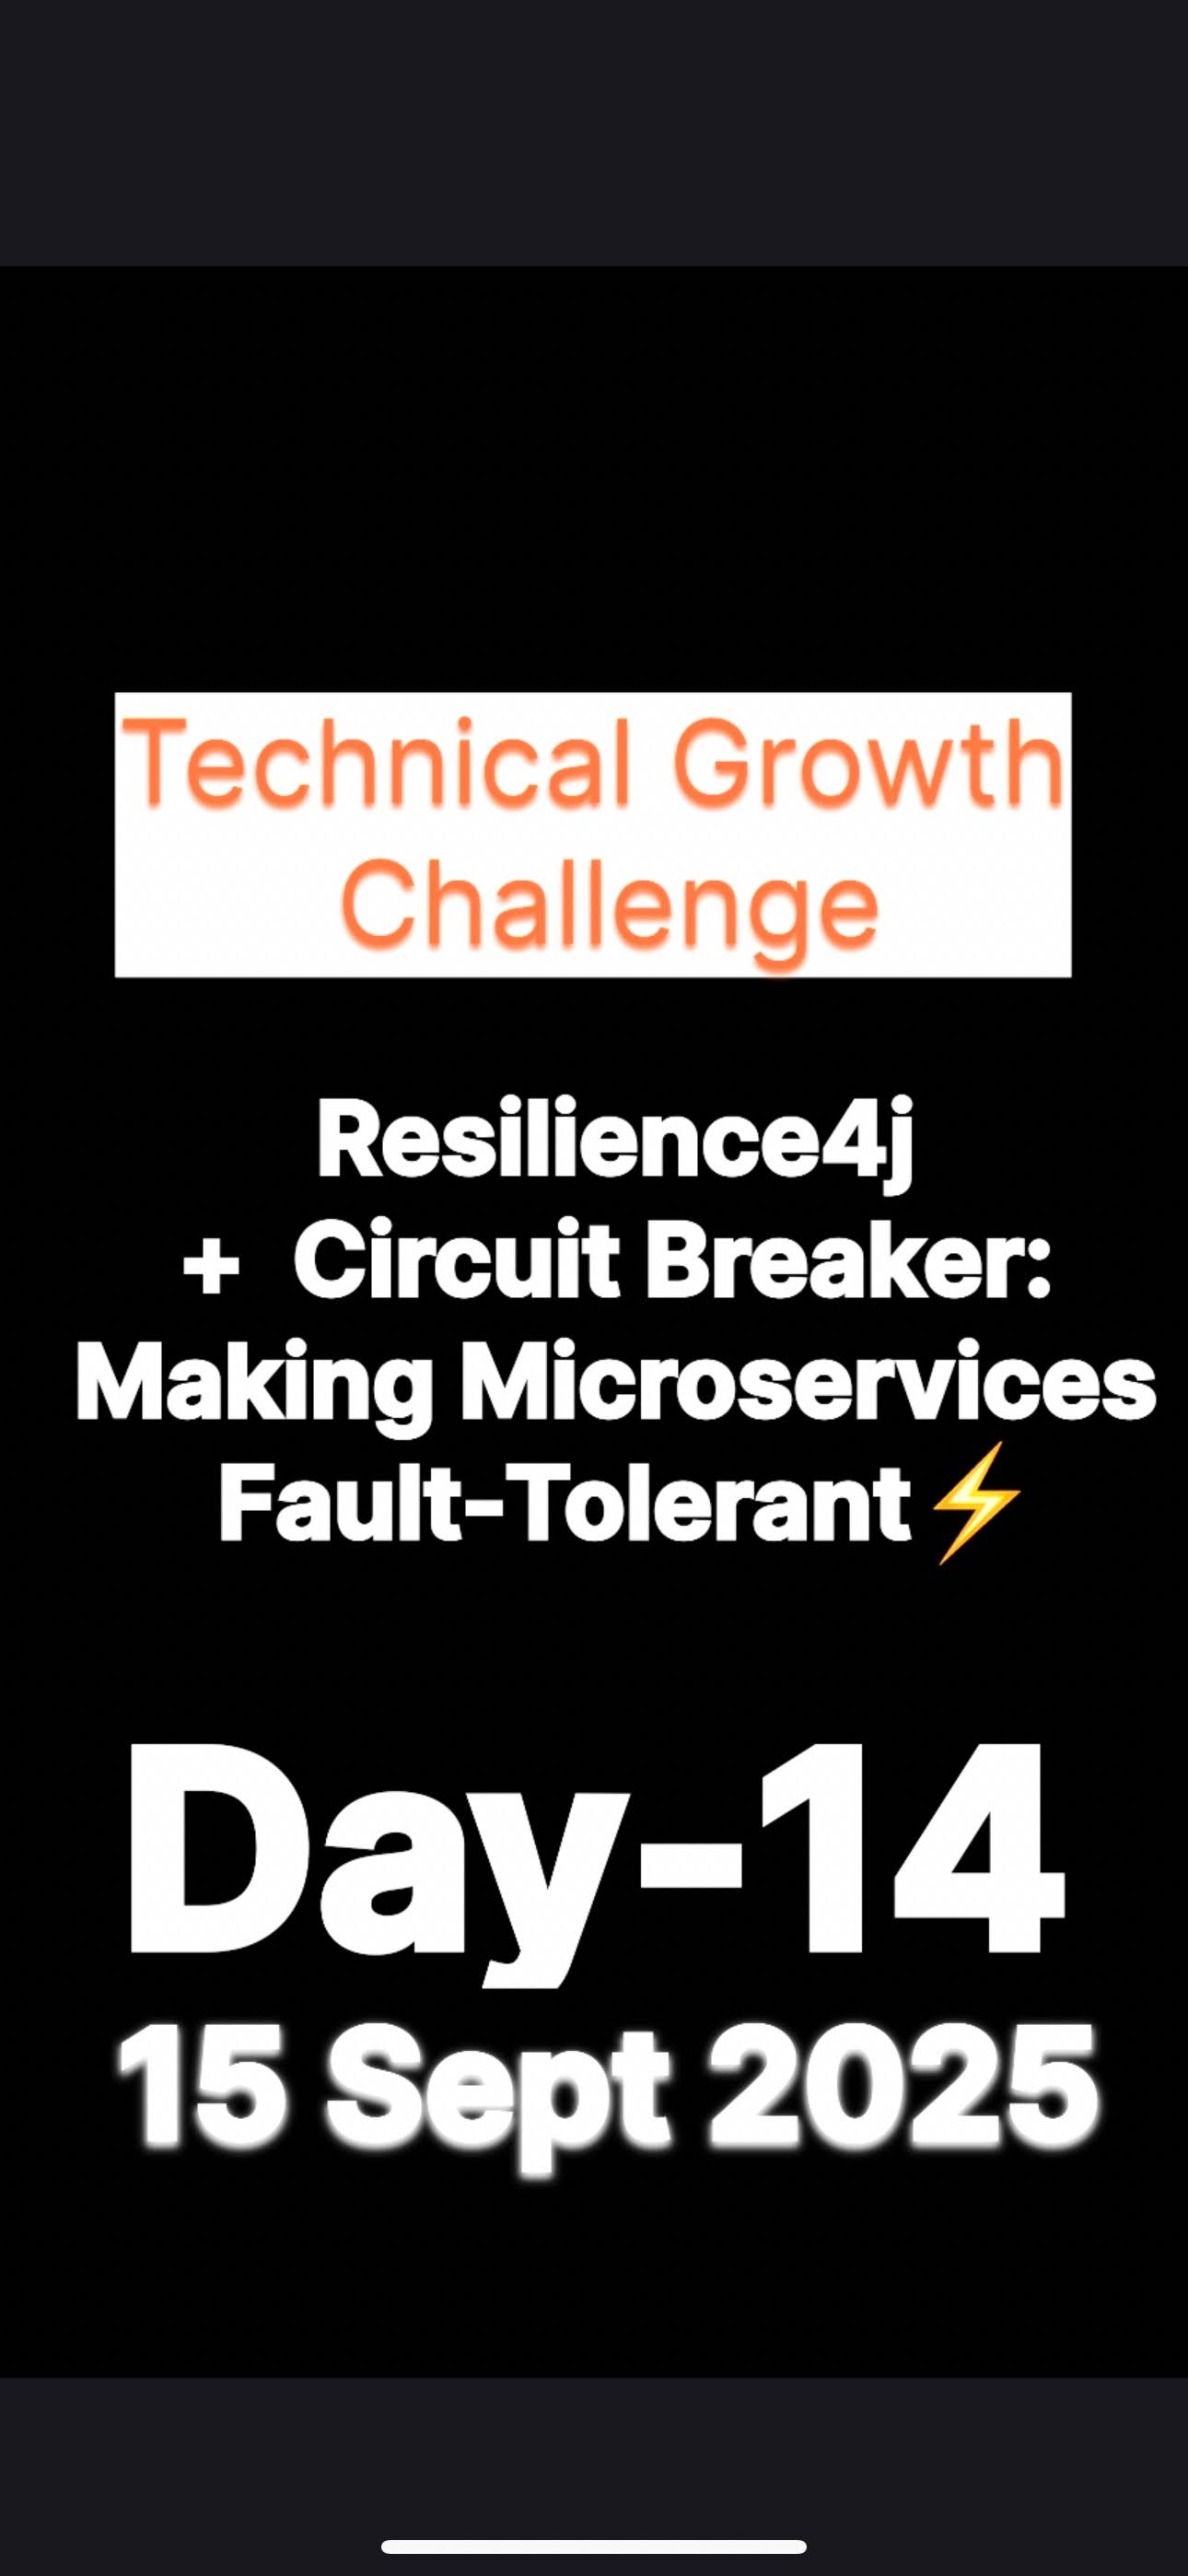 Technical Growth
Challenge
Resilience4j
+ Circuit Breaker:
Making Microservices
Fault-Tolerant⚡
Day-14
15 Sept 2025